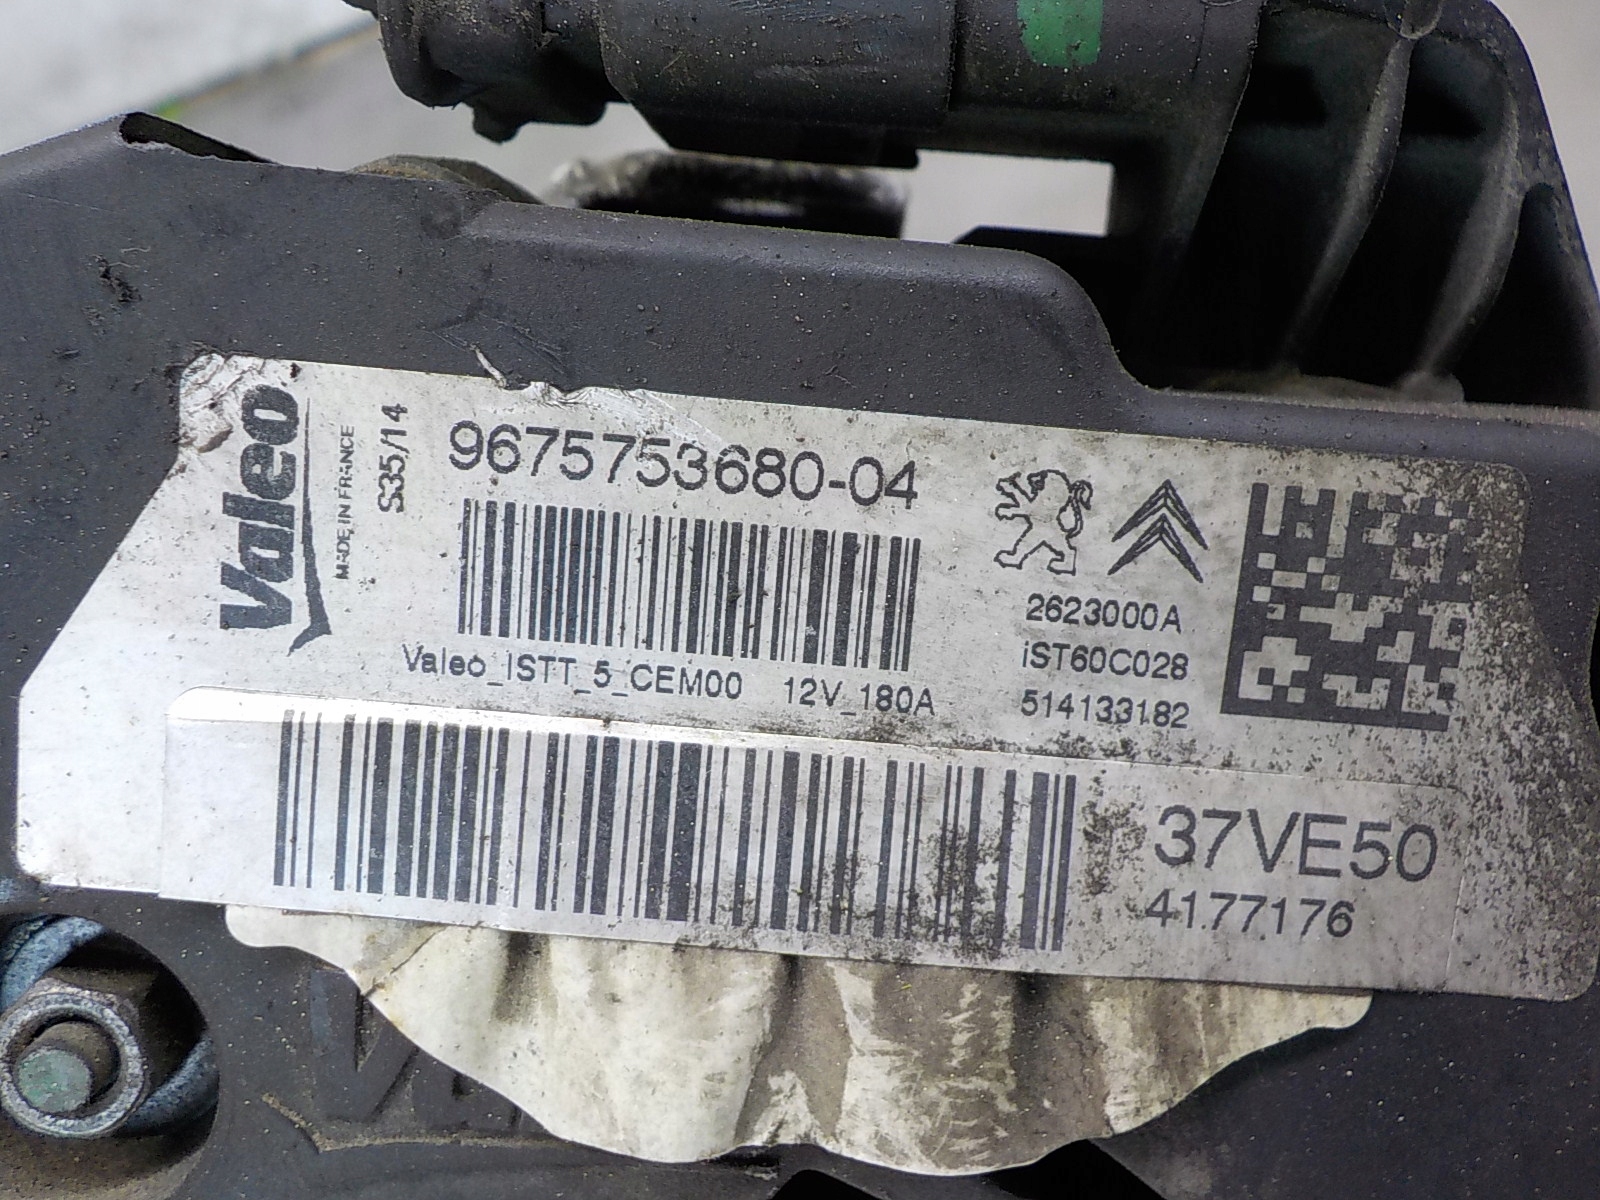 Valeo
MADE IN FRANCE
S35/14
9675753680-04
Valeo_ISTT_5_CEM00 12V_180A
2623000A
iST60C028
514133182
37VE50
4177176